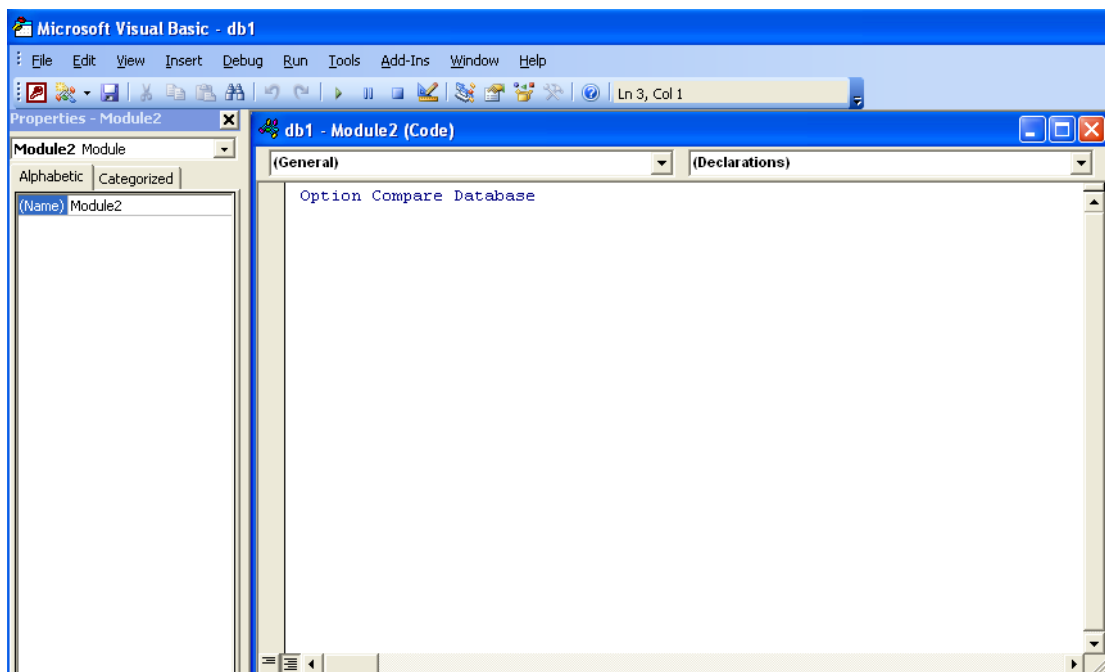 Microsoft Visual Basic - db1
File Edit View Insert Debug Run Tools Add-Ins Window Help
Ln 3, Col 1
Properties - Module2
Module2 Module
Alphabetic Categorized
(Name) Module2
db1 - Module2 (Code)
(General) (Declarations)
Option Compare Database